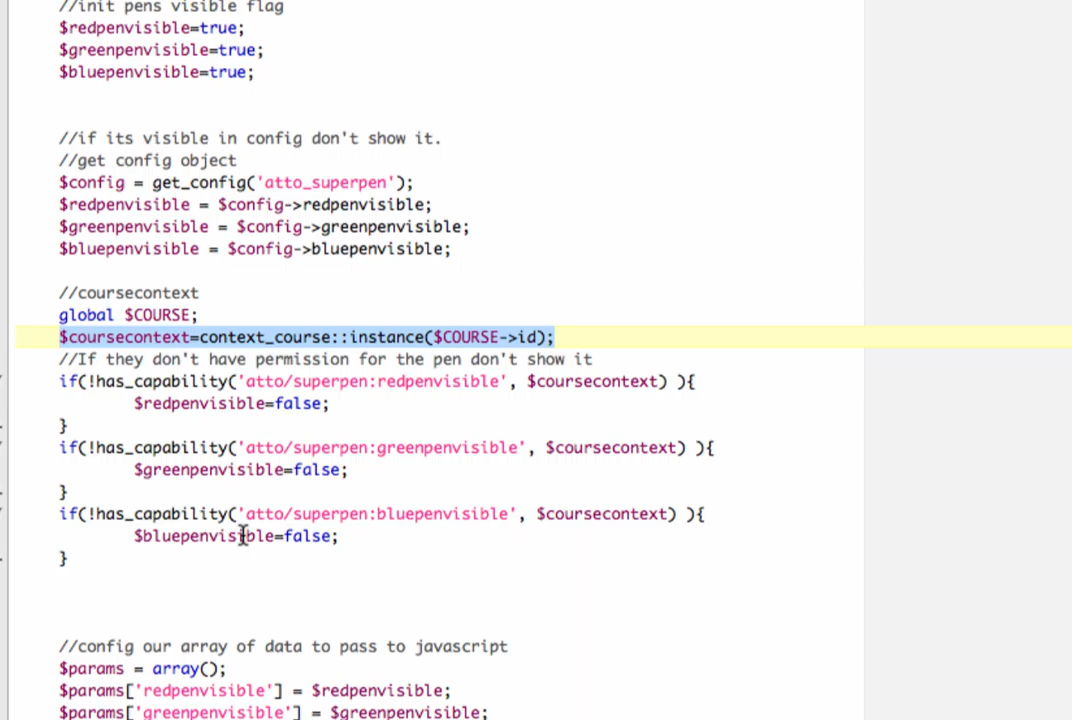 //init pens visible flag
$redpenvisible=true;
$greenpenvisible=true;
$bluepenvisible=true;
//if its visible in config don't show it.
//get config object
$config = get_config('atto_superpen');
$redpenvisible = $config->redpenvisible;
$greenpenvisible = $config->greenpenvisible;
$bluepenvisible = $config->bluepenvisible;
//coursecontext
global $COURSE;
$coursecontext=context_course::instance($COURSE->id);
//If they don't have permission for the pen don't show it
if(!has_capability('atto/superpen:redpenvisible', $coursecontext) ){
$redpenvisible=false;
}
if(!has_capability('atto/superpen:greenpenvisible', $coursecontext) ){
$greenpenvisible=false;
}
if(!has_capability('atto/superpen:bluepenvisible', $coursecontext) ){
$bluepenvisible=false;
}
//config our array of data to pass to javascript
$params = array();
$params['redpenvisible'] = $redpenvisible;
$params['greenpenvisible'] = $greenpenvisible;